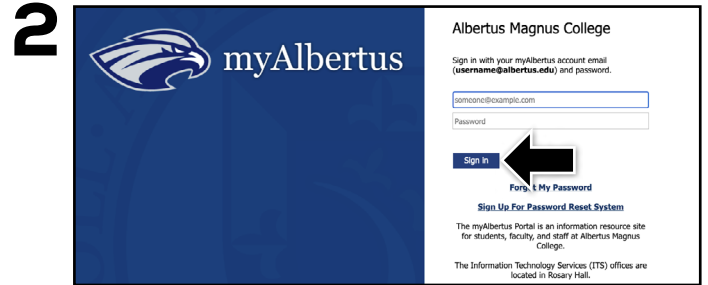 2
myAlbertus
Albertus Magnus College
Sign in with your myAlbertus account email
(username@albertus.edu) and password.
someone@example.com
Password
Sign in
Forgot My Password
Sign Up For Password Reset System
The myAlbertus Portal is an information resource site
for students, faculty, and staff at Albertus Magnus
College.
The Information Technology Services (ITS) offices are
located in Rosary Hall.